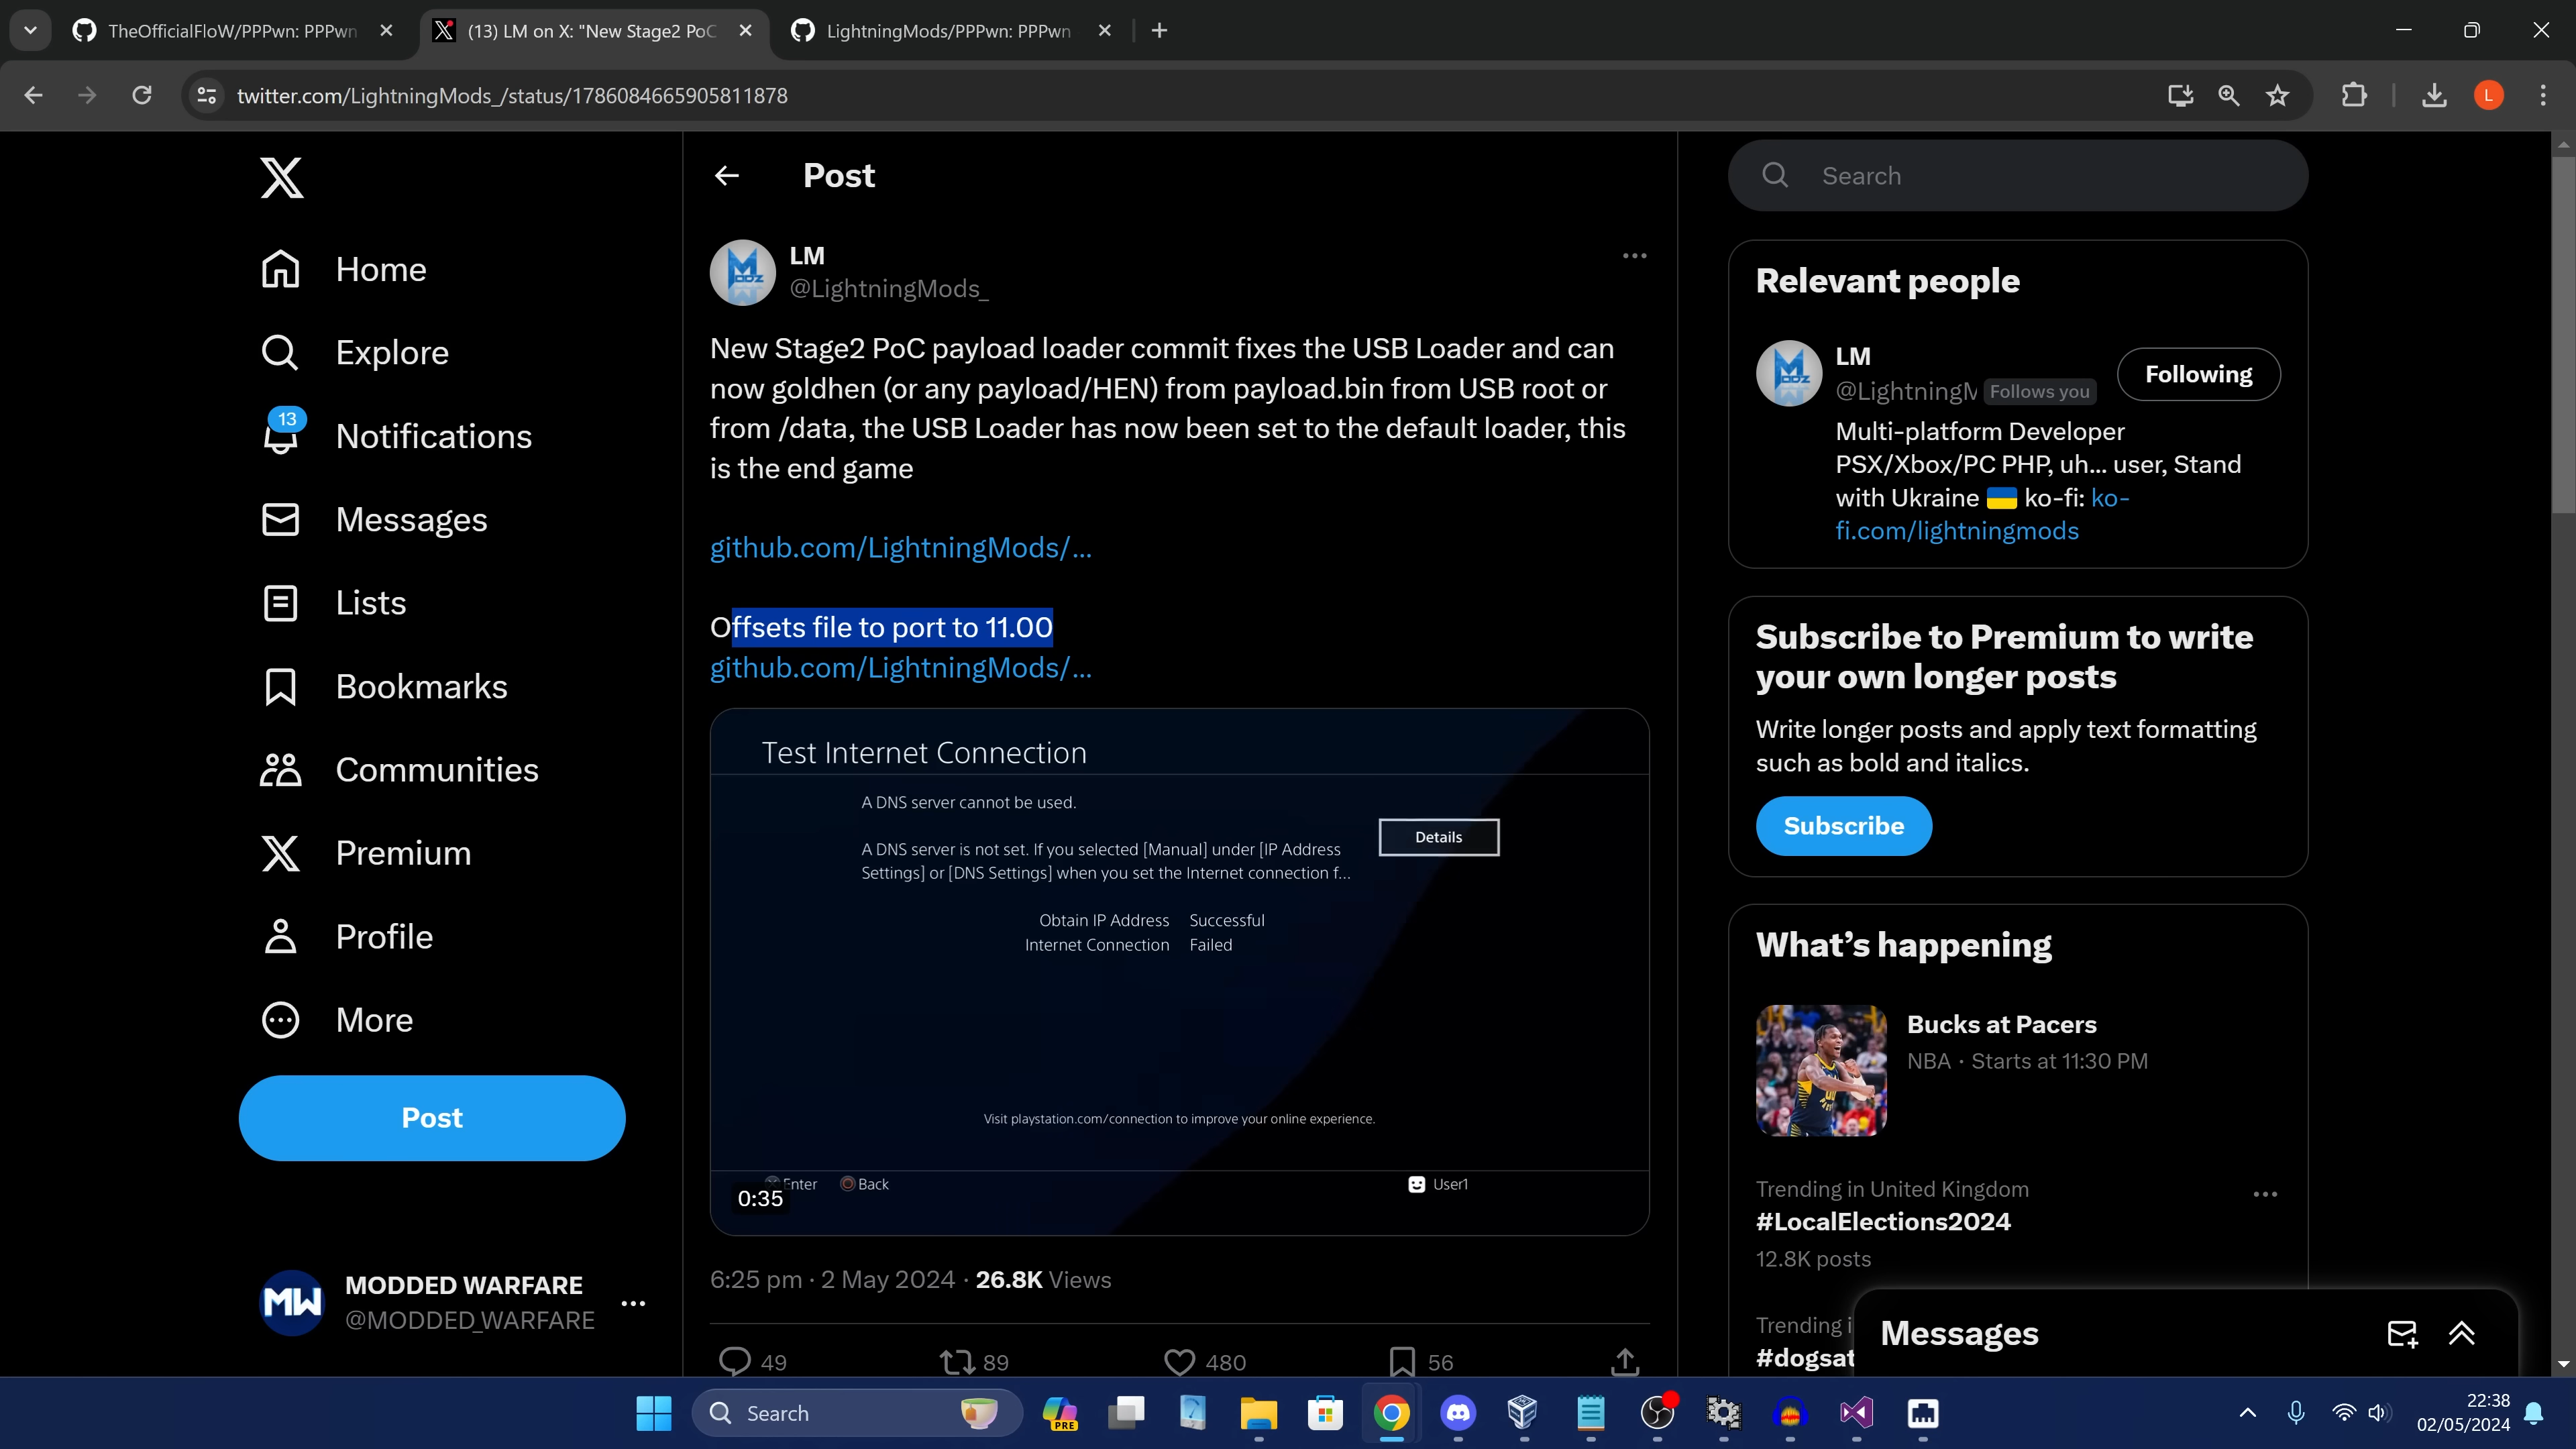 TheOfficialFloW/PPPwn: PPPwn
(13) LM on X: "New Stage2 PoC
LightningMods/PPPwn: PPPwn
twitter.com/LightningMods_/status/1786084665905811878
L
Home
Explore
13
Notifications
Messages
Lists
Bookmarks
Communities
Premium
Profile
More
Post
MODDED WARFARE
@MODDED_WARFARE
Post
LM
@LightningMods_
New Stage2 PoC payload loader commit fixes the USB Loader and can
now goldhen (or any payload/HEN) from payload.bin from USB root or
from /data, the USB Loader has now been set to the default loader, this
is the end game
github.com/LightningMods/...
Offsets file to port to 11.00
github.com/LightningMods/...
Test Internet Connection
A DNS server cannot be used.
Details
A DNS server is not set. If you selected [Manual] under [IP Address
Settings] or [DNS Settings] when you set the Internet connection f...
Obtain IP Address Successful
Internet Connection Failed
Visit playstation.com/connection to improve your online experience.
Enter Back User1
0:35
6:25 pm · 2 May 2024 · 26.8K Views
49 89 480 56
Search
Relevant people
LM
@LightningM Follows you
Following
Multi-platform Developer
PSX/Xbox/PC PHP, uh... user, Stand
with Ukraine 🇺🇦 ko-fi: ko-
fi.com/lightningmods
Subscribe to Premium to write
your own longer posts
Write longer posts and apply text formatting
such as bold and italics.
Subscribe
What's happening
Bucks at Pacers
NBA · Starts at 11:30 PM
Trending in United Kingdom
#LocalElections2024
12.8K posts
Trending i
#dogsat
Messages
Search
PRE
22:38
02/05/2024